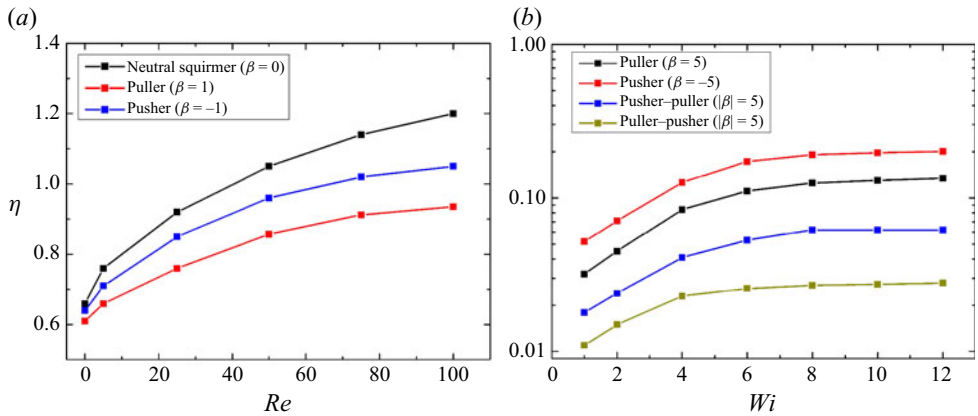 (a)
1.4
1.2
1.0
0.8
0.6
η
Neutral squirmer (β = 0)
Puller (β = 1)
Pusher (β = –1)
0 20 40 60 80 100
Re
(b)
1.00
0.10
0.01
Puller (β = 5)
Pusher (β = –5)
Pusher–puller (|β| = 5)
Puller–pusher (|β| = 5)
0 2 4 6 8 10 12
Wi